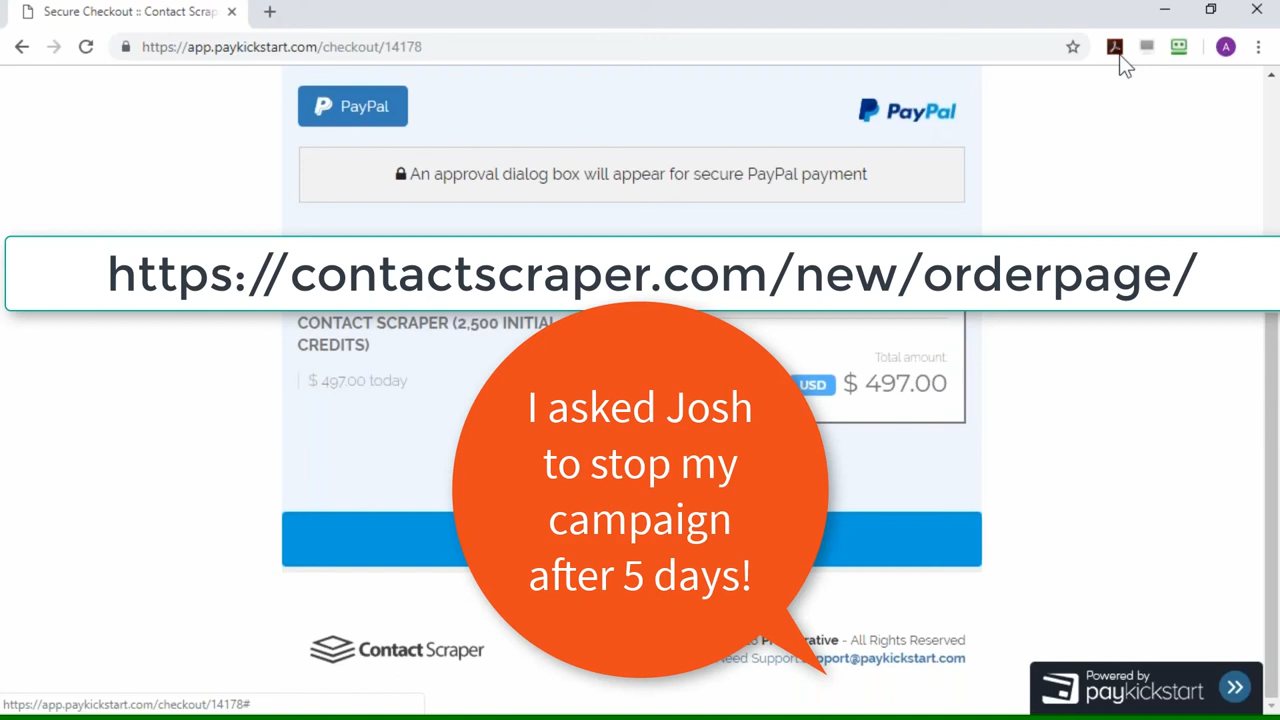 Secure Checkout :: Contact Scrap
https://app.paykickstart.com/checkout/14178
A
PayPal
PayPal
An approval dialog box will appear for secure PayPal payment
https://contactscraper.com/new/orderpage/
CONTACT SCRAPER (2,500 INITIAL
CREDITS)
$ 497.00 today
Total amount
USD $ 497.00
I asked Josh
to stop my
campaign
after 5 days!
Contact Scraper
- All Rights Reserved
Need Support support@paykickstart.com
Powered by
paykickstart
https://app.paykickstart.com/checkout/14178#